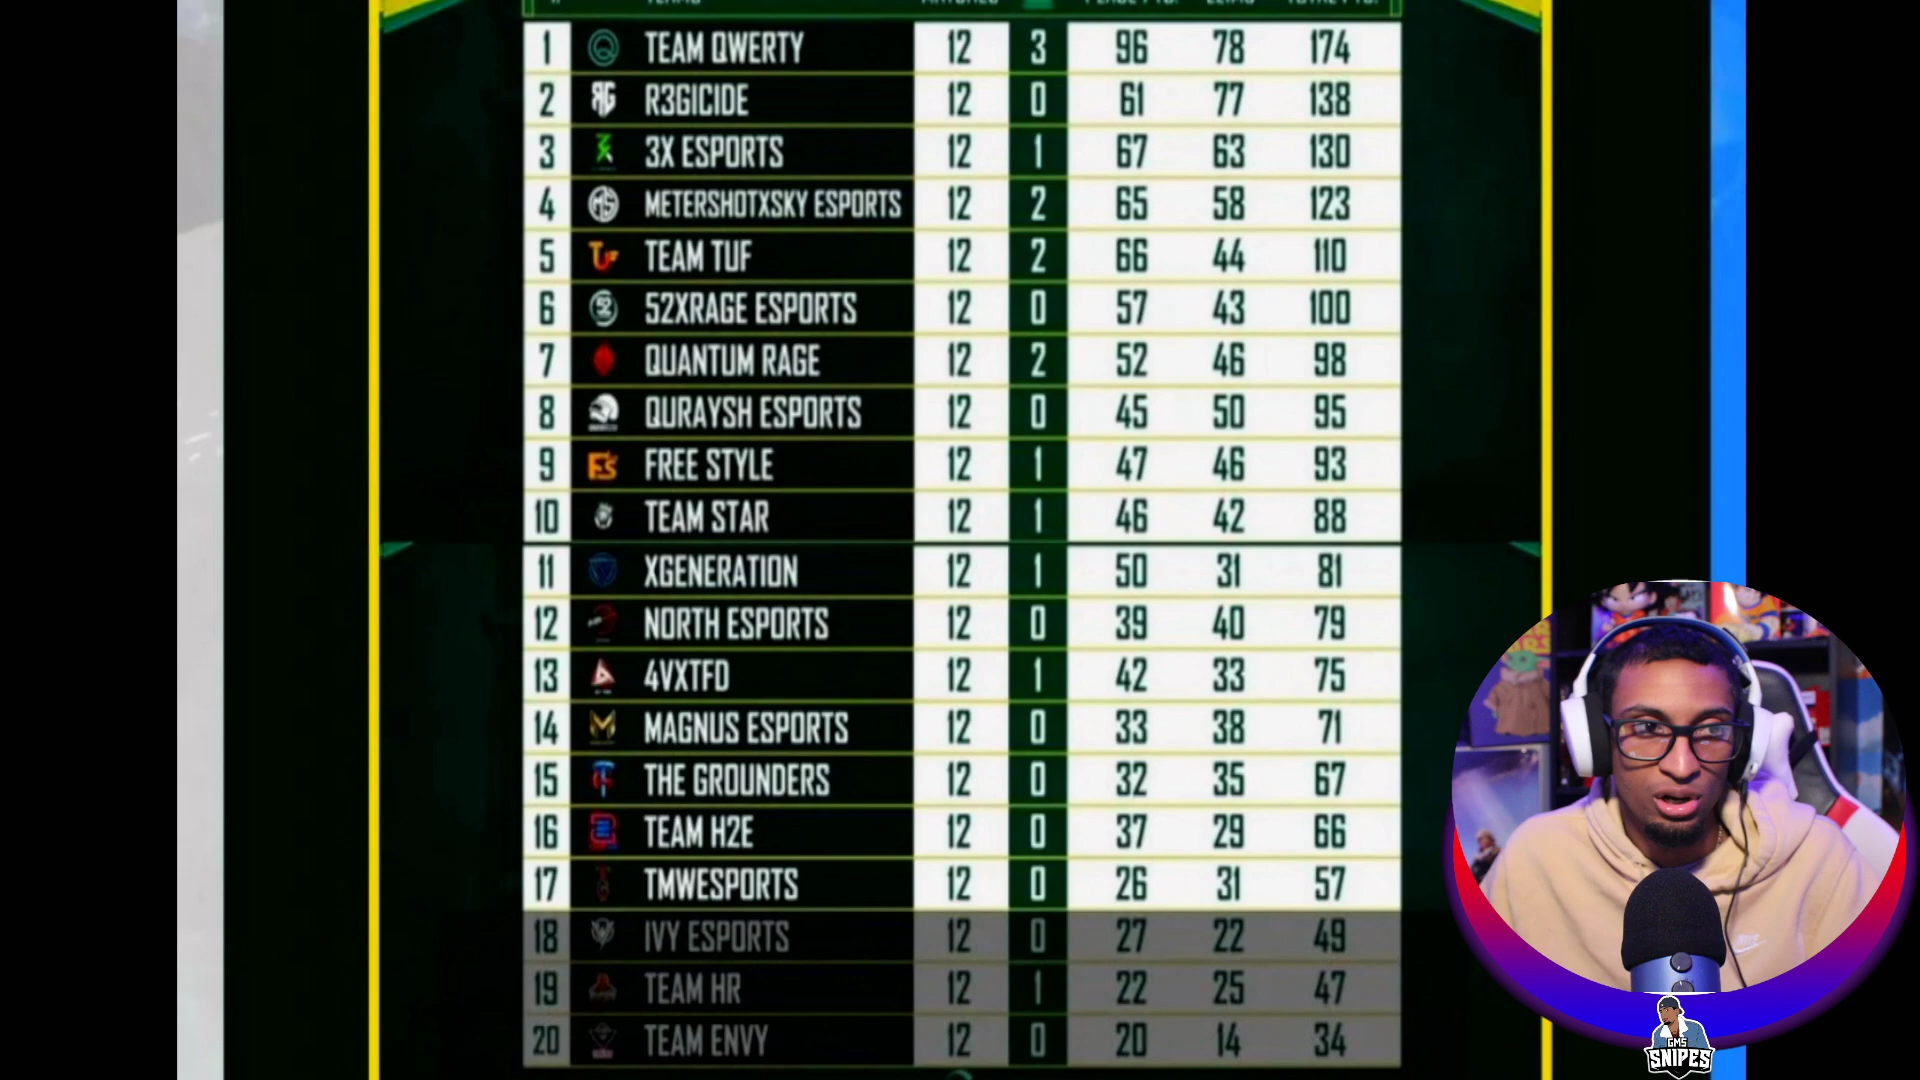 # TEAMS MATCHES PLACE PTS. ELIMS TOTAL PTS.
1 TEAM QWERTY 12 3 96 78 174
2 R3GICIDE 12 0 61 77 138
3 3X ESPORTS 12 1 67 63 130
4 METERSHOTXSKY ESPORTS 12 2 65 58 123
5 TEAM TUF 12 2 66 44 110
6 52XRAGE ESPORTS 12 0 57 43 100
7 QUANTUM RAGE 12 2 52 46 98
8 QURAYSH ESPORTS 12 0 45 50 95
9 FREE STYLE 12 1 47 46 93
10 TEAM STAR 12 1 46 42 88
11 XGENERATION 12 1 50 31 81
12 NORTH ESPORTS 12 0 39 40 79
13 4VXTFD 12 1 42 33 75
14 MAGNUS ESPORTS 12 0 33 38 71
15 THE GROUNDERS 12 0 32 35 67
16 TEAM H2E 12 0 37 29 66
17 TMWESPORTS 12 0 26 31 57
18 IVY ESPORTS 12 0 27 22 49
19 TEAM HR 12 1 22 25 47
20 TEAM ENVY 12 0 20 14 34
GMS
SNIPES